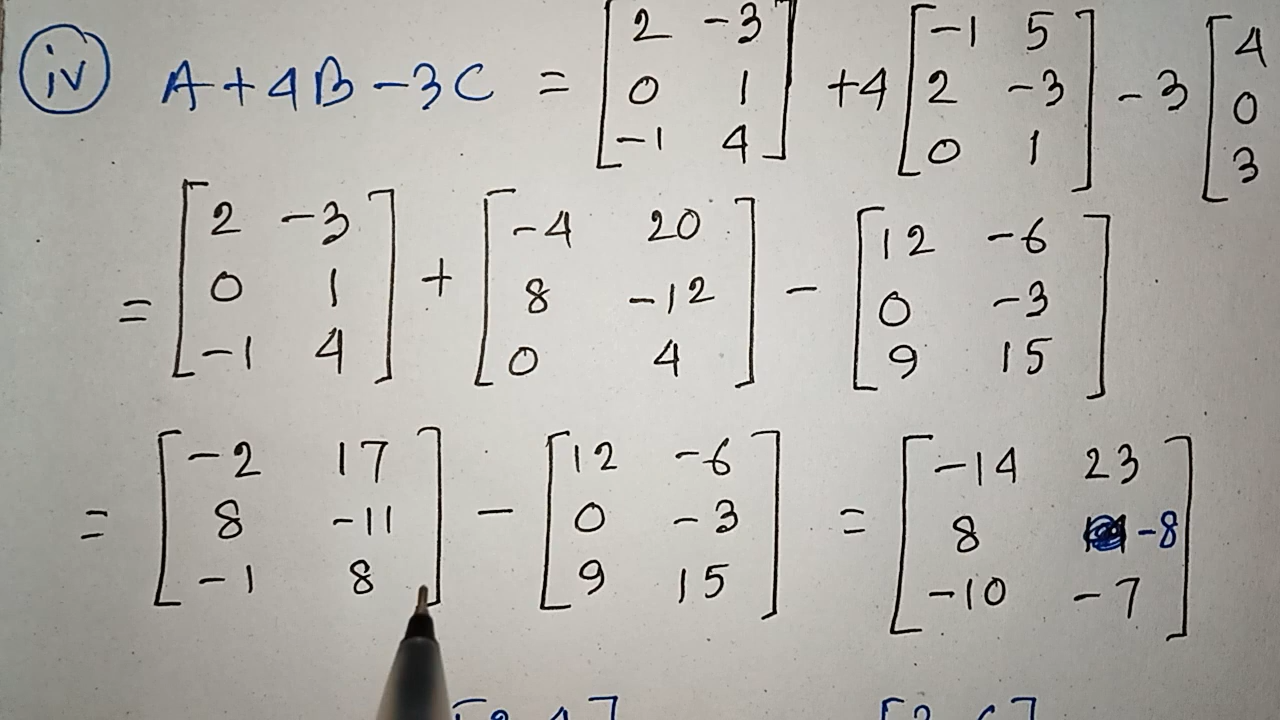 iv A+4B-3C = [2 -3 +4 [-1 5 -3 [4
0 1 2 -3 0
-1 4] 0 1] 3
= [2 -3 + [-4 20 - [12 -6
0 1 8 -12 0 -3
-1 4] 0 4] 9 15]
= [-2 17 - [12 -6 = [-14 23
8 -11 0 -3 8 -8
-1 8] 9 15] -10 -7]